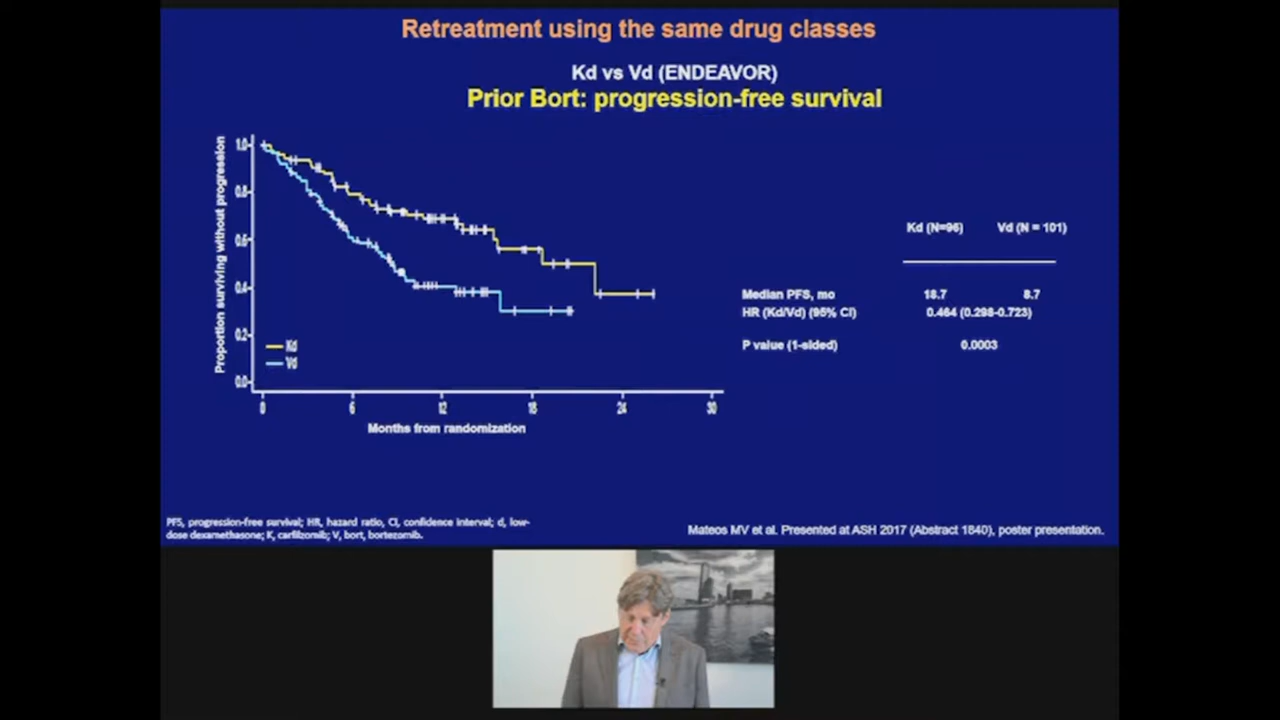 Retreatment using the same drug classes
Kd vs Vd (ENDEAVOR)
Prior Bort: progression-free survival
Proportion surviving without progression
1.0
0.8
0.6
0.4
0.2
0.0
Kd
Vd
0 6 12 18 24 30
Months from randomization
Kd (N=96) Vd (N = 101)
Median PFS, mo 18.7 8.7
HR (Kd/Vd) (95% CI) 0.464 (0.298-0.723)
P value (1-sided) 0.0003
PFS, progression-free survival; HR, hazard ratio, CI, confidence interval; d, low-
dose dexamethasone; K, carfilzomib; V, bort, bortezomib.
Mateos MV et al. Presented at ASH 2017 (Abstract 1840), poster presentation.